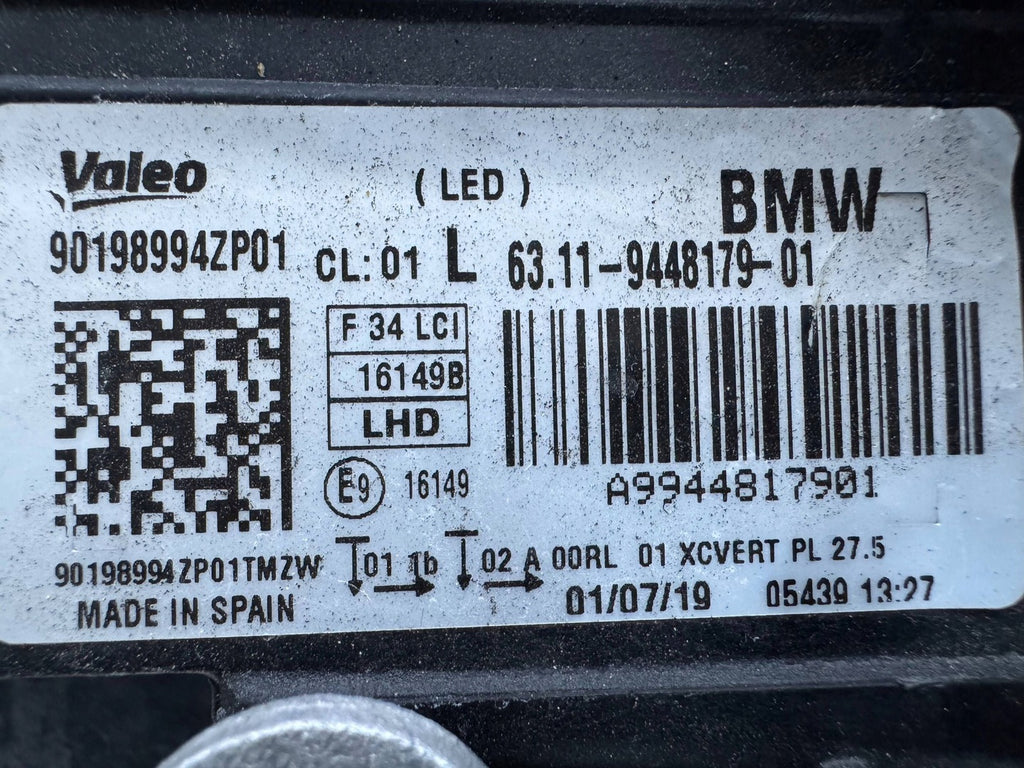 Valeo
( LED )
BMW
90198994ZP01
CL: 01 L
63.11-9448179-01
F 34 LCI
16149B
LHD
E9 16149
A9944817901
90198994ZP01TMZW
01 1b 02 A 00RL 01 XCVERT PL 27.5
MADE IN SPAIN
01/07/19
05439 13:27